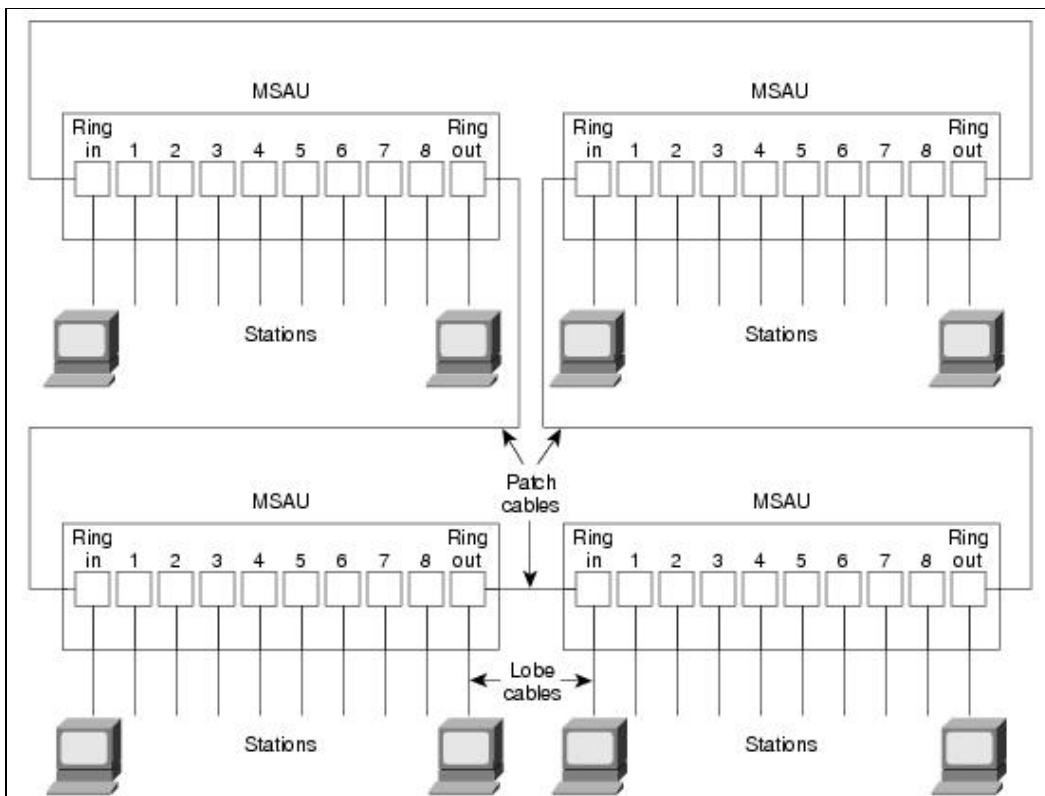 MSAU
MSAU
Ring in 1 2 3 4 5 6 7 8 Ring out
Ring in 1 2 3 4 5 6 7 8 Ring out
Stations
Stations
Patch
cables
MSAU
MSAU
Ring in 1 2 3 4 5 6 7 8 Ring out
Ring in 1 2 3 4 5 6 7 8 Ring out
Lobe
cables
Stations
Stations